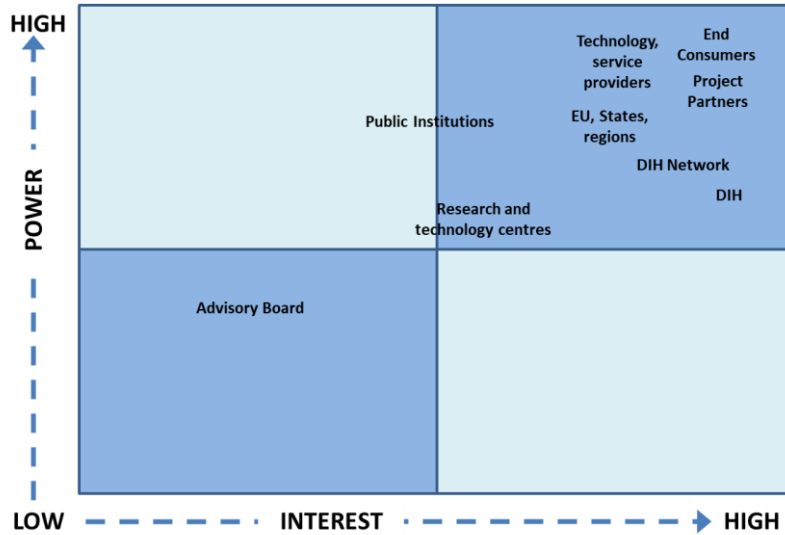 HIGH
POWER
Technology,
service
providers
End
Consumers
Project
Partners
Public Institutions
EU, States,
regions
DIH Network
DIH
Research and
technology centres
Advisory Board
LOW
INTEREST
HIGH